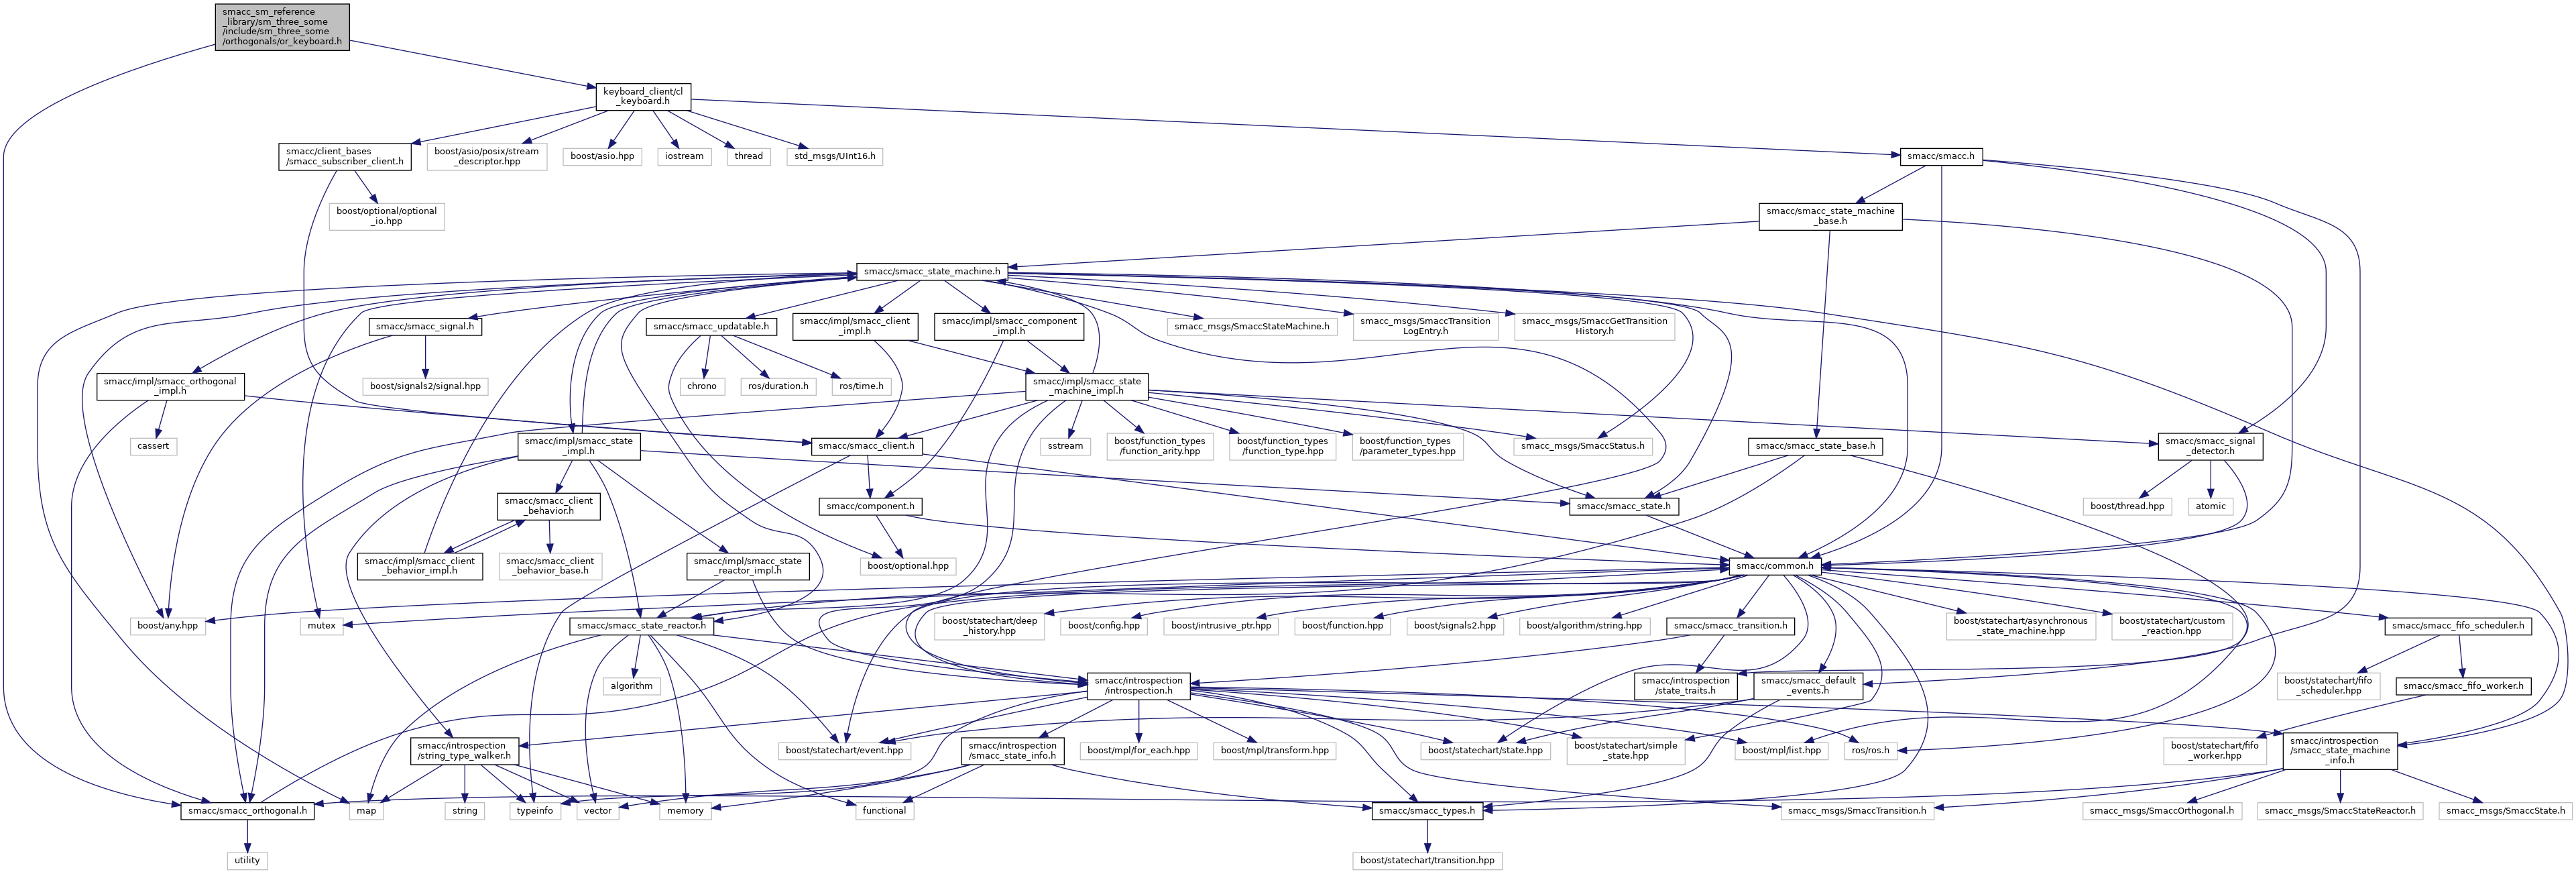 smacc_sm_reference
_library/sm_three_some
/include/sm_three_some
/orthogonals/or_keyboard.h
keyboard_client/cl
_keyboard.h
smacc/client_bases
/smacc_subscriber_client.h
boost/asio/posix/stream
_descriptor.hpp
boost/asio.hpp
iostream
thread
std_msgs/UInt16.h
smacc/smacc.h
boost/optional/optional
_io.hpp
smacc/smacc_state_machine
_base.h
smacc/smacc_state_machine.h
smacc/smacc_signal.h
smacc/smacc_updatable.h
smacc/impl/smacc_client
_impl.h
smacc/impl/smacc_component
_impl.h
smacc_msgs/SmaccStateMachine.h
smacc_msgs/SmaccTransition
LogEntry.h
smacc_msgs/SmaccGetTransition
History.h
smacc/impl/smacc_orthogonal
_impl.h
boost/signals2/signal.hpp
chrono
ros/duration.h
ros/time.h
smacc/impl/smacc_state
_machine_impl.h
cassert
smacc/impl/smacc_state
_impl.h
smacc/smacc_client.h
sstream
boost/function_types
/function_arity.hpp
boost/function_types
/function_type.hpp
boost/function_types
/parameter_types.hpp
smacc_msgs/SmaccStatus.h
smacc/smacc_state_base.h
smacc/smacc_signal
_detector.h
smacc/smacc_client
_behavior.h
smacc/component.h
smacc/smacc_state.h
boost/thread.hpp
atomic
smacc/impl/smacc_client
_behavior_impl.h
smacc/smacc_client
_behavior_base.h
smacc/impl/smacc_state
_reactor_impl.h
boost/optional.hpp
smacc/common.h
boost/any.hpp
mutex
smacc/smacc_state_reactor.h
boost/statechart/deep
_history.hpp
boost/config.hpp
boost/intrusive_ptr.hpp
boost/function.hpp
boost/signals2.hpp
boost/algorithm/string.hpp
smacc/smacc_transition.h
boost/statechart/asynchronous
_state_machine.hpp
boost/statechart/custom
_reaction.hpp
smacc/smacc_fifo_scheduler.h
algorithm
smacc/introspection
/introspection.h
smacc/introspection
/state_traits.h
smacc/smacc_default
_events.h
boost/statechart/fifo
_scheduler.hpp
smacc/smacc_fifo_worker.h
smacc/introspection
/string_type_walker.h
boost/statechart/event.hpp
smacc/introspection
/smacc_state_info.h
boost/mpl/for_each.hpp
boost/mpl/transform.hpp
boost/statechart/state.hpp
boost/statechart/simple
_state.hpp
boost/mpl/list.hpp
ros/ros.h
boost/statechart/fifo
_worker.hpp
smacc/introspection
/smacc_state_machine
_info.h
smacc/smacc_orthogonal.h
map
string
typeinfo
vector
memory
functional
smacc/smacc_types.h
smacc_msgs/SmaccTransition.h
smacc_msgs/SmaccOrthogonal.h
smacc_msgs/SmaccStateReactor.h
smacc_msgs/SmaccState.h
utility
boost/statechart/transition.hpp